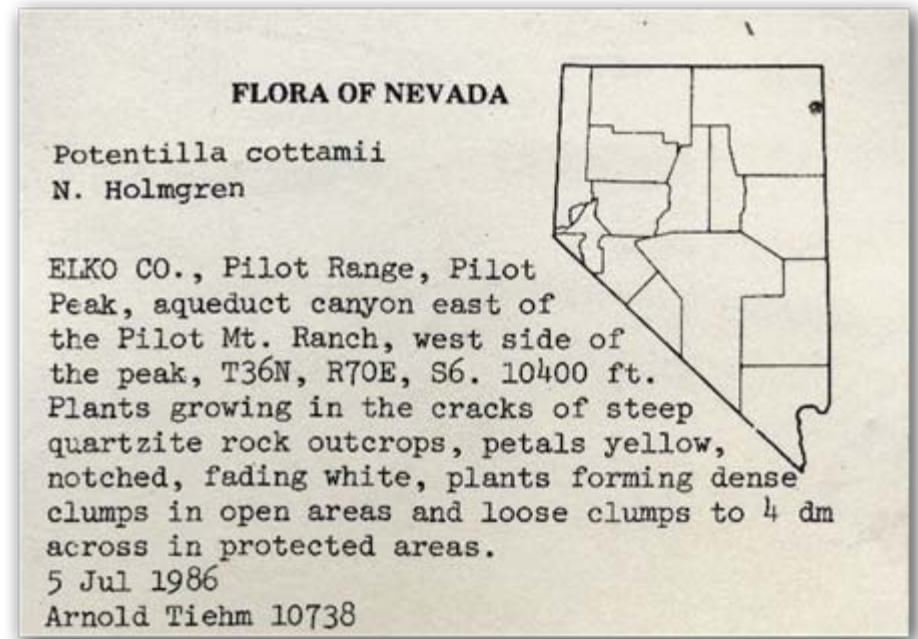 FLORA OF NEVADA
Potentilla cottamii
N. Holmgren
ELKO CO., Pilot Range, Pilot
Peak, aqueduct canyon east of
the Pilot Mt. Ranch, west side of
the peak, T36N, R70E, S6. 10400 ft.
Plants growing in the cracks of steep
quartzite rock outcrops, petals yellow,
notched, fading white, plants forming dense
clumps in open areas and loose clumps to 4 dm
across in protected areas.
5 Jul 1986
Arnold Tiehm 10738